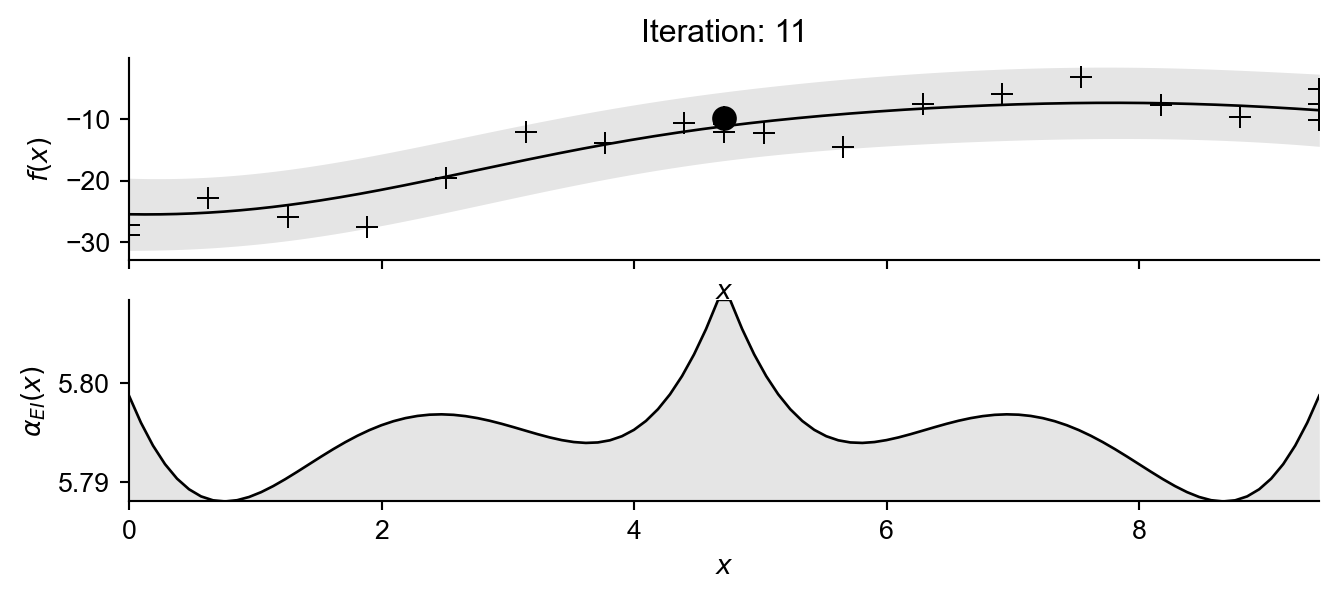 Iteration: 11
f(x)
−10
−20
−30
x
α_EI(x)
5.80
5.79
0 2 4 6 8
x